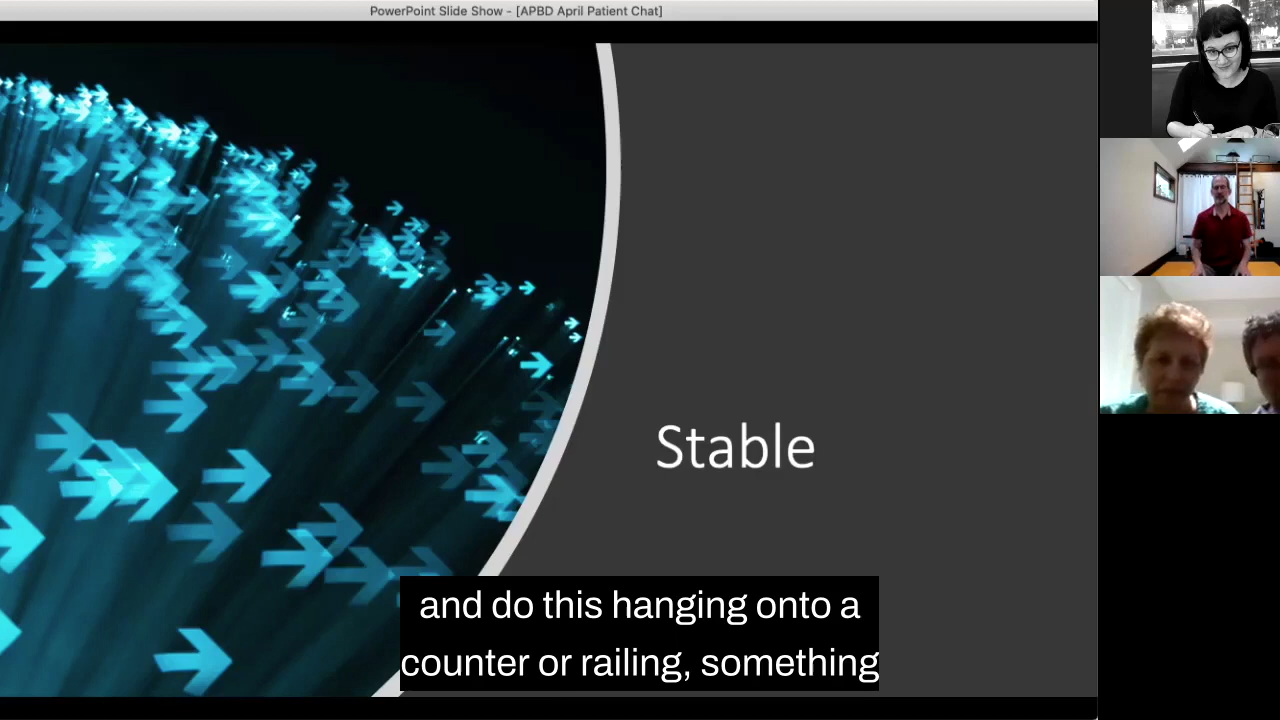 PowerPoint Slide Show - [APBD April Patient Chat]
Stable
and do this hanging onto a
counter or railing, something